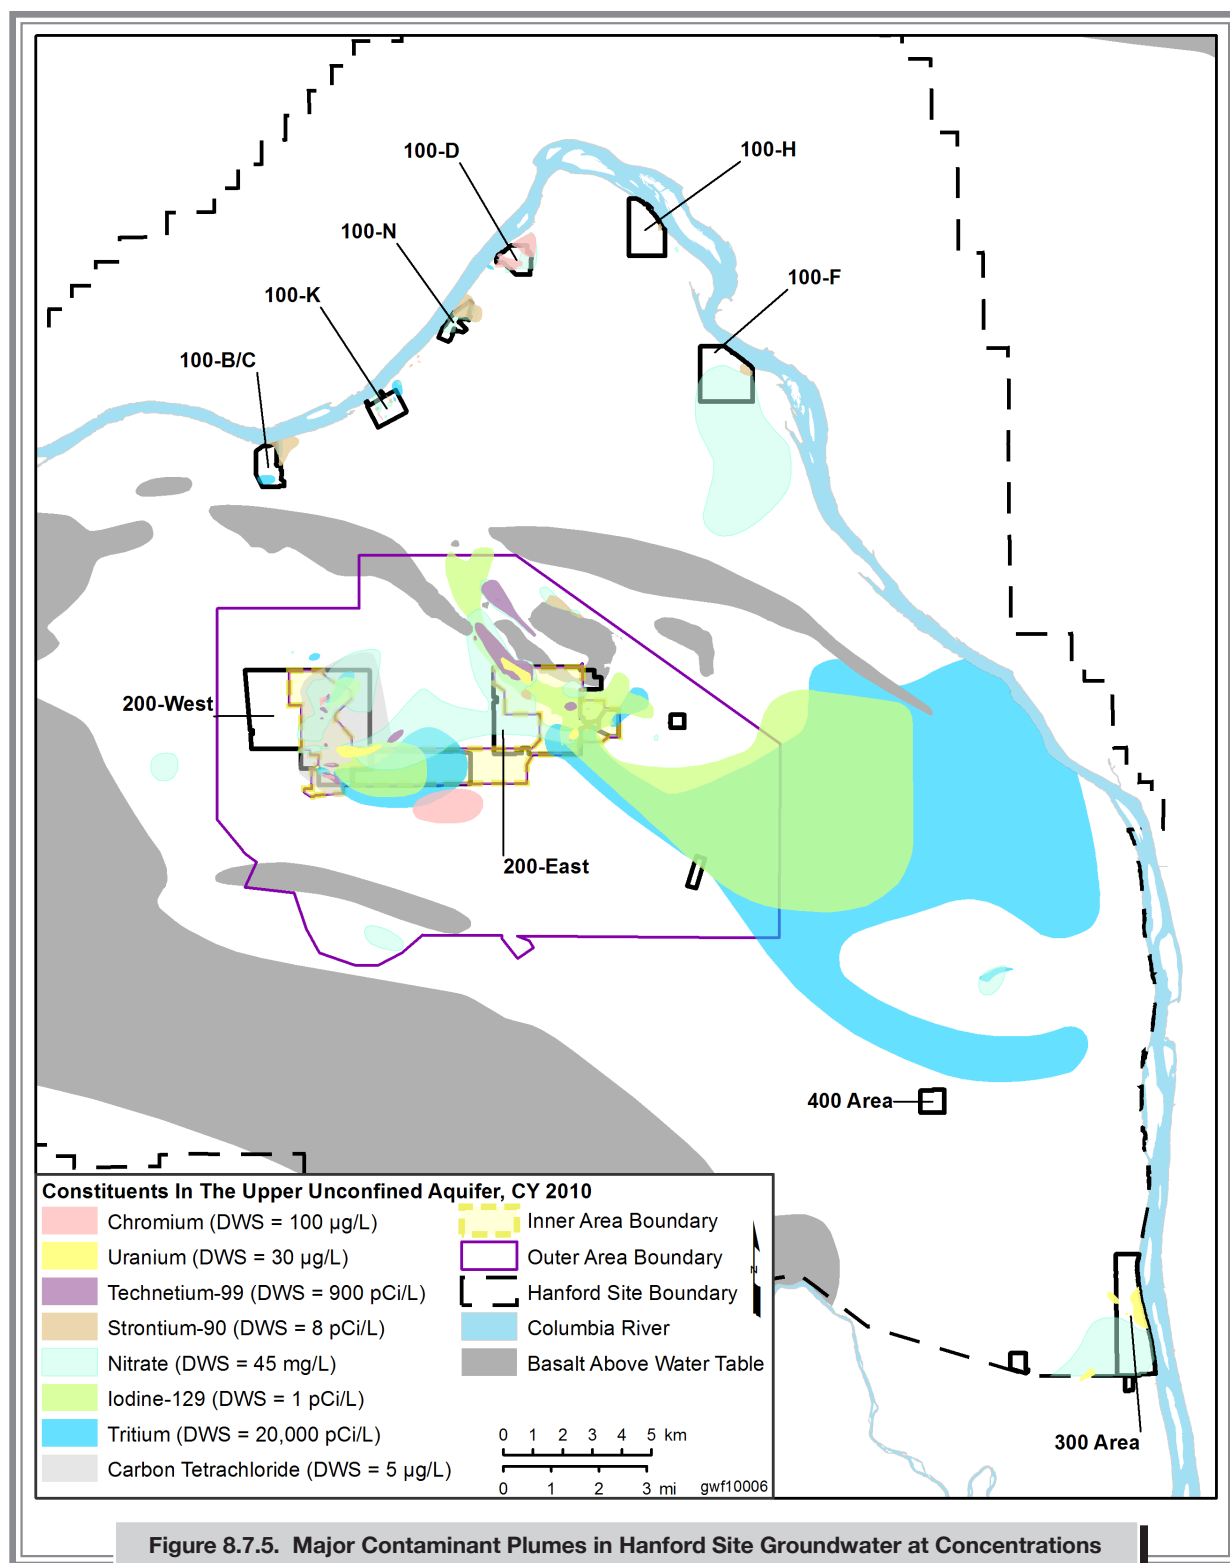 100-D
100-H
100-N
100-F
100-K
100-B/C
200-West
200-East
400 Area
Constituents In The Upper Unconfined Aquifer, CY 2010
Chromium (DWS = 100 µg/L)
Uranium (DWS = 30 µg/L)
Technetium-99 (DWS = 900 pCi/L)
Strontium-90 (DWS = 8 pCi/L)
Nitrate (DWS = 45 mg/L)
Iodine-129 (DWS = 1 pCi/L)
Tritium (DWS = 20,000 pCi/L)
Carbon Tetrachloride (DWS = 5 µg/L)
Inner Area Boundary
Outer Area Boundary
Hanford Site Boundary
Columbia River
Basalt Above Water Table
N
0 1 2 3 4 5 km
0 1 2 3 mi
gwf10006
300 Area
Figure 8.7.5. Major Contaminant Plumes in Hanford Site Groundwater at Concentrations